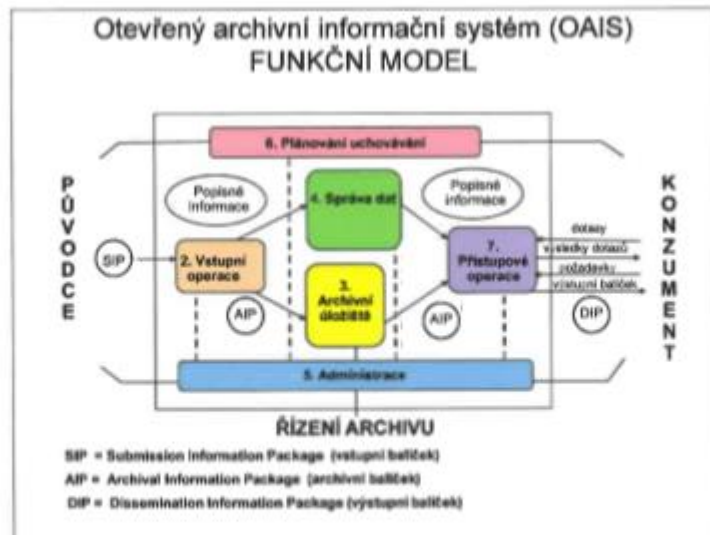 Otevřený archivní informační systém (OAIS)
FUNKČNÍ MODEL
6. Plánování uchovávání
PŮVODCE
Popisné
informace
4. Správa dat
Popisné
informace
KONZUMENT
SIP
2. Vstupní
operace
7.
Přístupové
operace
dotazy
výsledky dotazů
požadavky
výstupní balíček
AIP
3.
Archivní
úložiště
AIP
DIP
5. Administrace
ŘÍZENÍ ARCHIVU
SIP = Submission Information Package (vstupní balíček)
AIP = Archival Information Package (archivní balíček)
DIP = Dissemination Information Package (výstupní balíček)